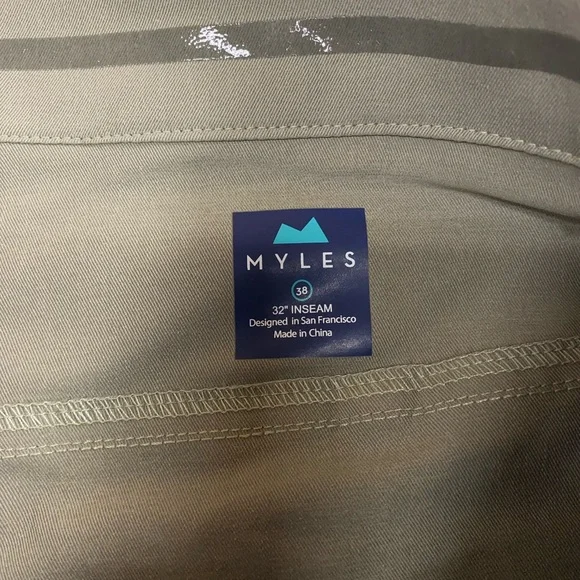 MYLES
38
32" INSEAM
Designed in San Francisco
Made in China